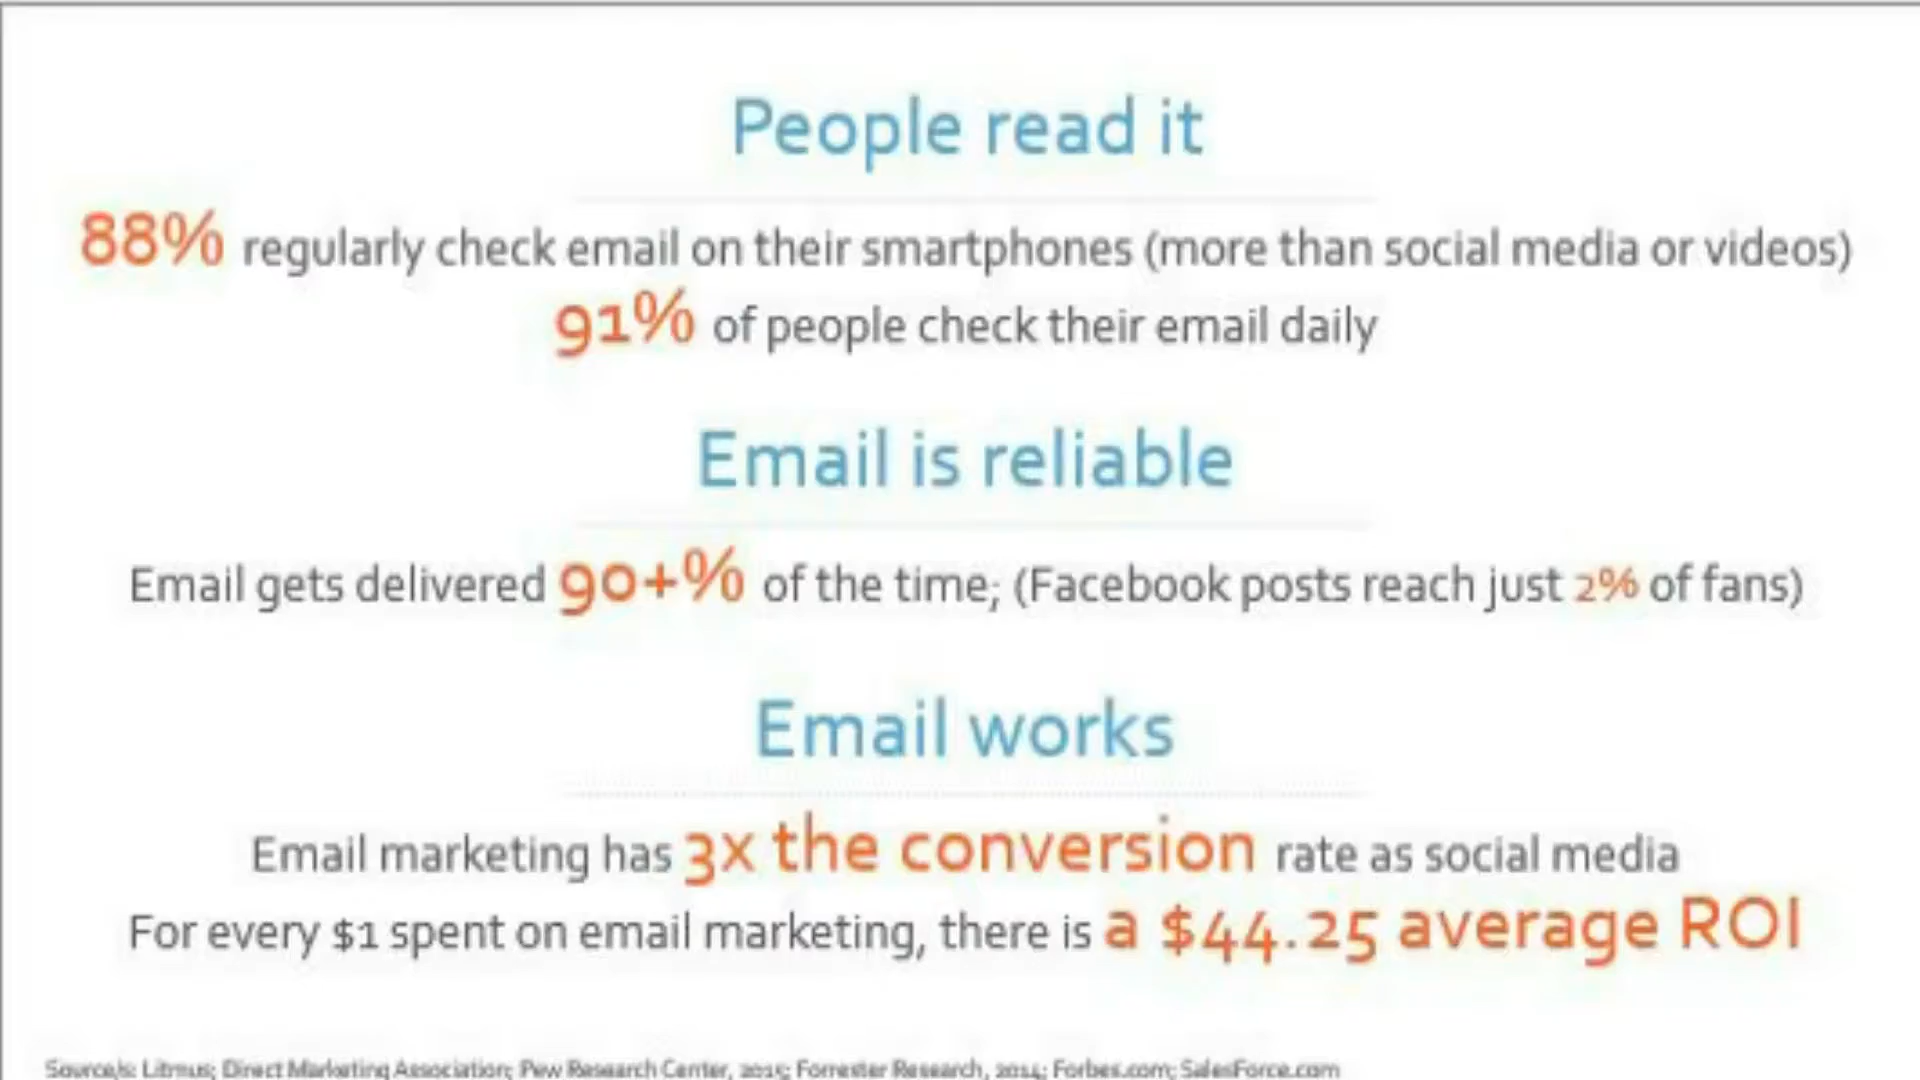 People read it
88% regularly check email on their smartphones (more than social media or videos)
91% of people check their email daily
Email is reliable
Email gets delivered 90+% of the time; (Facebook posts reach just 2% of fans)
Email works
Email marketing has 3x the conversion rate as social media
For every $1 spent on email marketing, there is a $44.25 average ROI
Source/s: Litmus; Direct Marketing Association; Pew Research Center, 2015; Forrester Research, 2014; Forbes.com; SalesForce.com